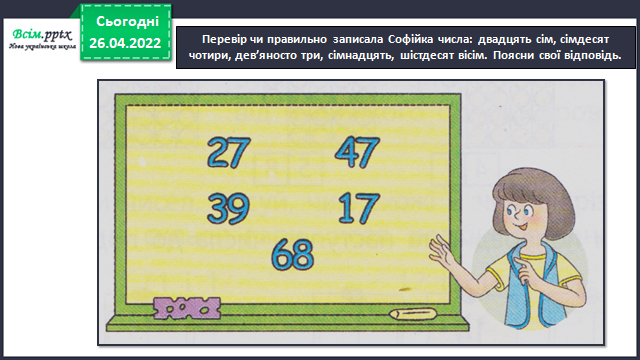 Всім.pptx
Нова українська школа
Сьогодні
26.04.2022
Перевір чи правильно записала Софійка числа: двадцять сім, сімдесят
чотири, дев’яносто три, сімнадцять, шістдесят вісім. Поясни свої відповідь.
27 47
39 17
68